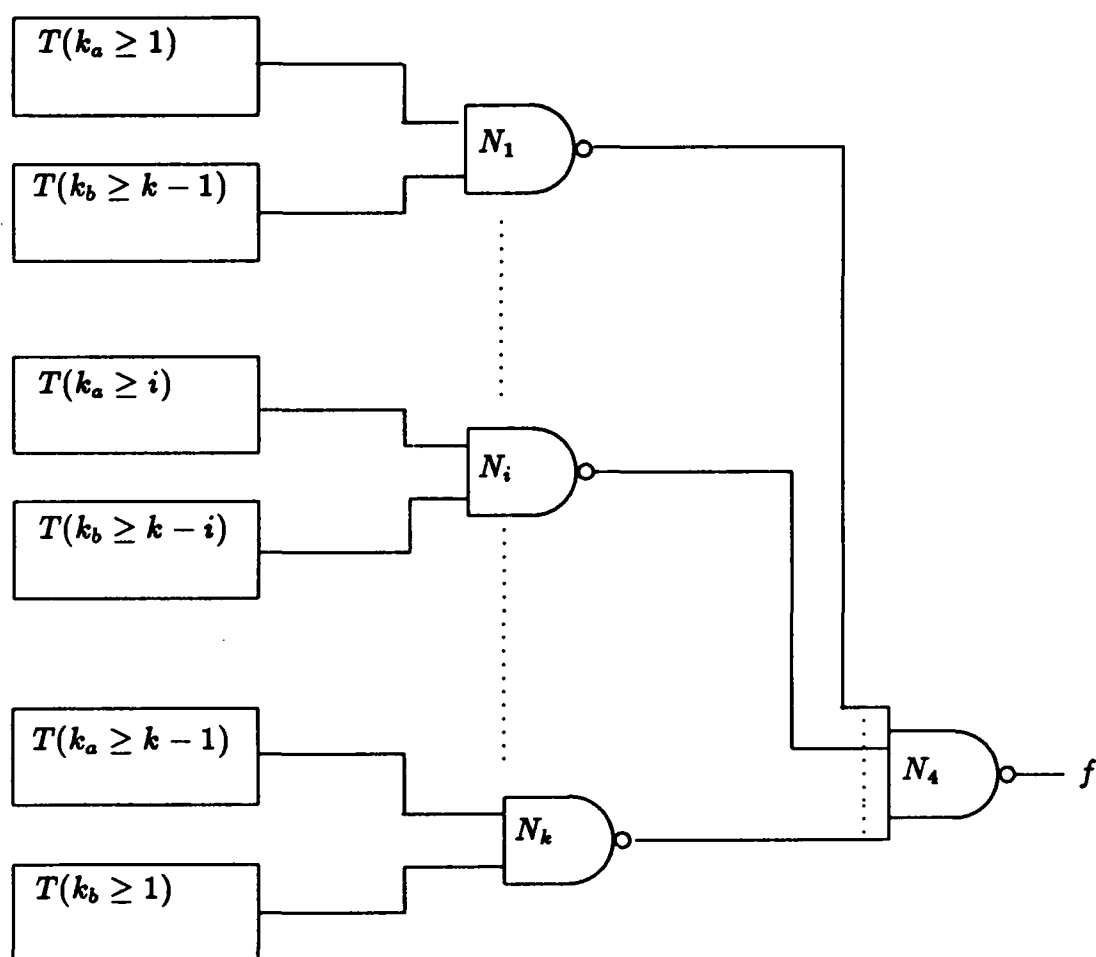 T(k_a ≥ 1)
N_1
T(k_b ≥ k − 1)
T(k_a ≥ i)
N_i
T(k_b ≥ k − i)
T(k_a ≥ k − 1)
N_4
f
N_k
T(k_b ≥ 1)